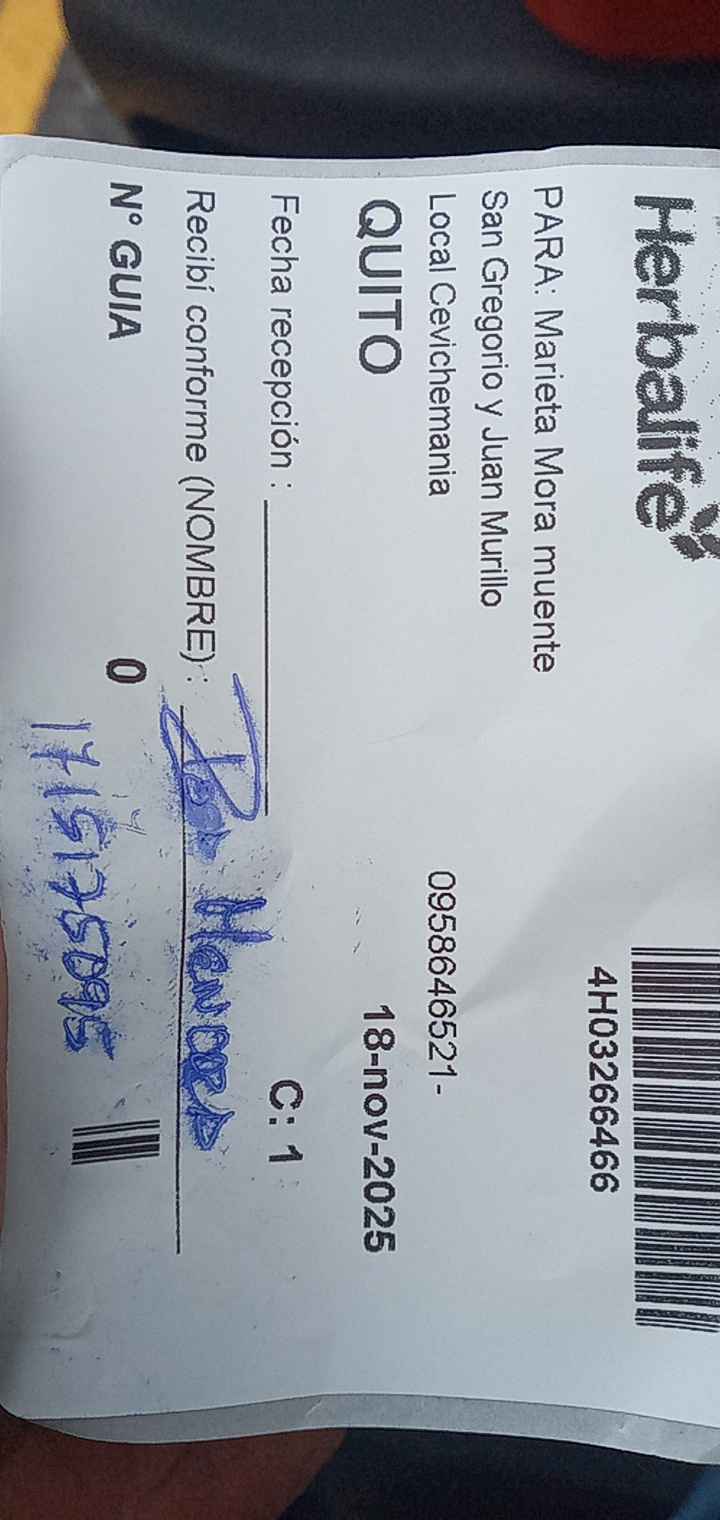 Herbalife
4H03266466
PARA: Marieta Mora muente
San Gregorio y Juan Murillo
Local Cevichemania 0958646521-
QUITO 18-nov-2025
Fecha recepción : C: 1
Recibí conforme (NOMBRE) :
Nº GUIA 0